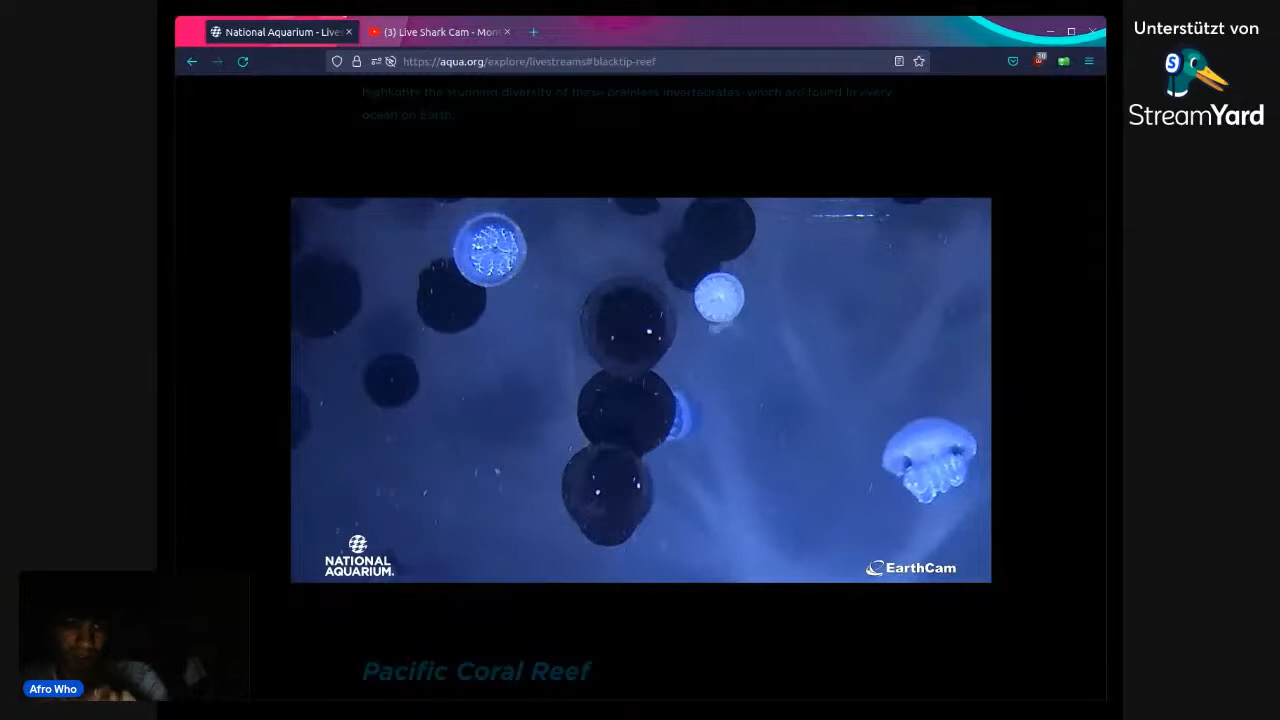 National Aquarium - Live
(3) Live Shark Cam - Mon
https://aqua.org/explore/livestreams#blacktip-reef
10
Unterstützt von
S
StreamYard
highlights the stunning diversity of these brainless invertebrates, which are found in every
ocean on Earth.
NATIONAL
AQUARIUM.
EarthCam
Pacific Coral Reef
Afro Who